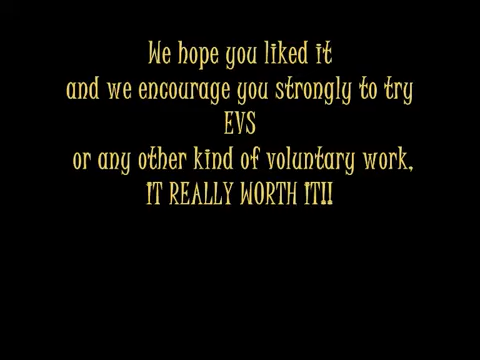 We hope you liked it
and we encourage you strongly to try
EVS
or any other kind of voluntary work,
IT REALLY WORTH IT!!